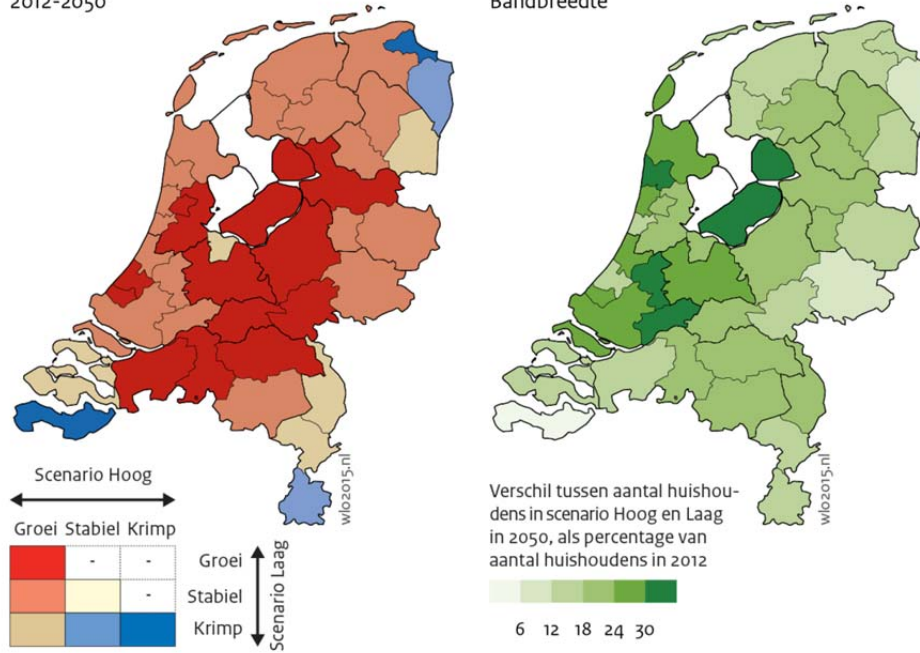 2012-2050
Bandbreedte
wlo2015.nl
Scenario Hoog
Groei Stabiel Krimp
- - Groei
- Stabiel
Krimp
Scenario Laag
wlo2015.nl
Verschil tussen aantal huishou-
dens in scenario Hoog en Laag
in 2050, als percentage van
aantal huishoudens in 2012
6 12 18 24 30